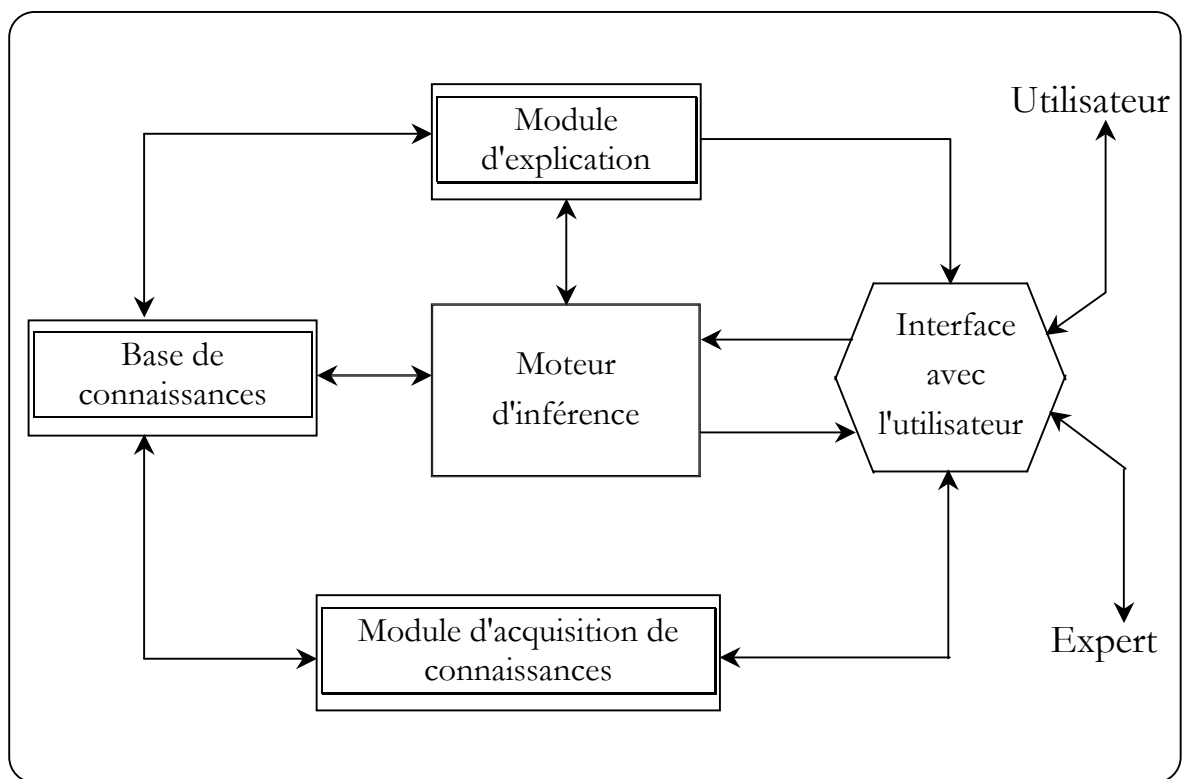 Utilisateur
Module
d'explication
Base de
connaissances
Moteur
d'inférence
Interface
avec
l'utilisateur
Module d'acquisition de
connaissances
Expert